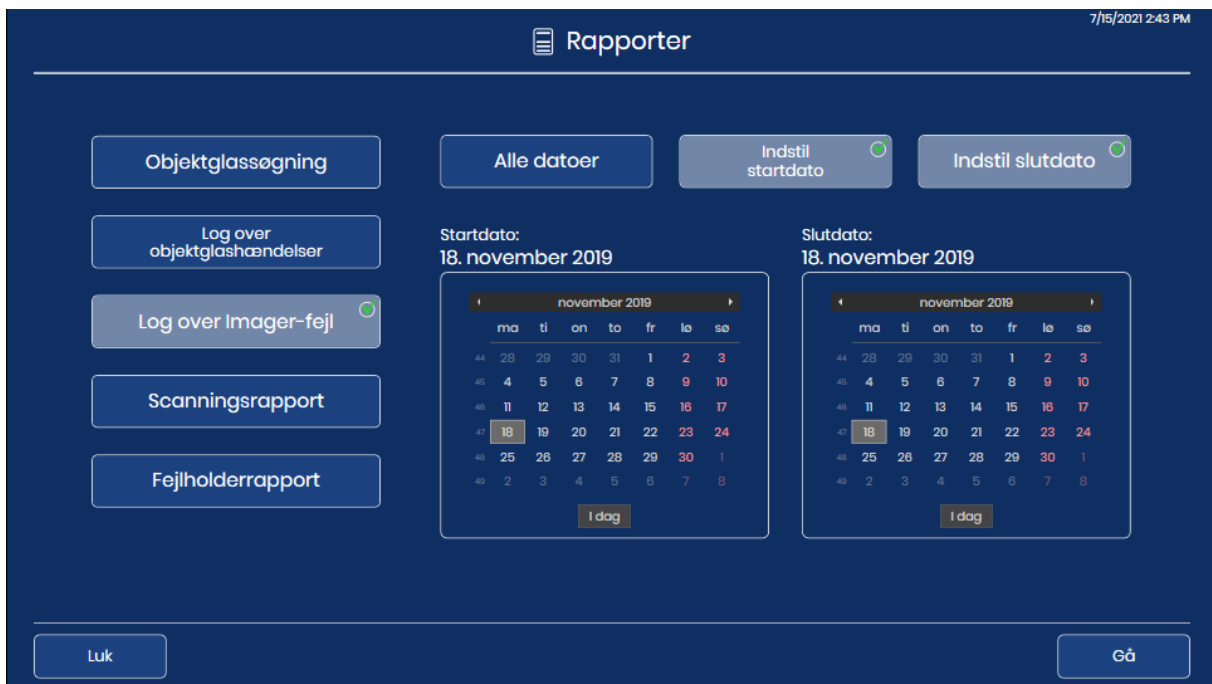 7/15/2021 2:43 PM
Rapporter
Objektglassøgning
Log over
objektglashændelser
Log over Imager-fejl
Scanningsrapport
Fejlholderrapport
Alle datoer
Indstil
startdato
Indstil slutdato
Startdato:
18. november 2019
november 2019
ma ti on to fr lø sø
44 28 29 30 31 1 2 3
45 4 5 6 7 8 9 10
46 11 12 13 14 15 16 17
47 18 19 20 21 22 23 24
48 25 26 27 28 29 30 1
49 2 3 4 5 6 7 8
I dag
Slutdato:
18. november 2019
november 2019
ma ti on to fr lø sø
44 28 29 30 31 1 2 3
45 4 5 6 7 8 9 10
46 11 12 13 14 15 16 17
47 18 19 20 21 22 23 24
48 25 26 27 28 29 30 1
49 2 3 4 5 6 7 8
I dag
Luk
Gå